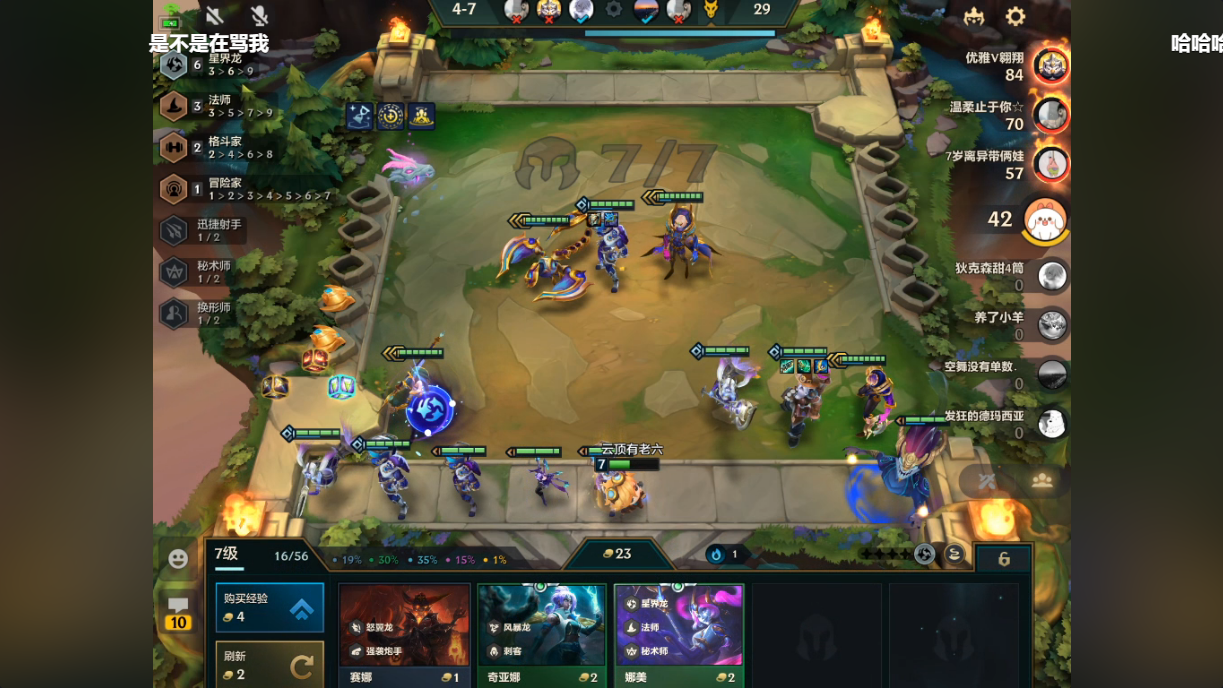 4-7
29
是不是在骂我
哈哈哈
6 星界龙
3 > 6 > 9
3 法师
3 > 5 > 7 > 9
2 格斗家
2 > 4 > 6 > 8
1 冒险家
1 > 2 > 3 > 4 > 5 > 6 > 7
迅捷射手
1 / 2
秘术师
1 / 2
换形师
1 / 2
7/7
优雅V翱翔
84
温柔止于你☆
70
7岁离异带俩娃
57
42
狄克森甜4筒
0
养了小羊
0
空舞没有单数.
0
发狂的德玛西亚
0
云顶有老六
7
7级
16/56
19% 30% 35% 15% 1%
23
1
10
购买经验
4
刷新
2
怒翼龙
强袭炮手
赛娜 1
风暴龙
刺客
奇亚娜 2
星界龙
法师
秘术师
娜美 2